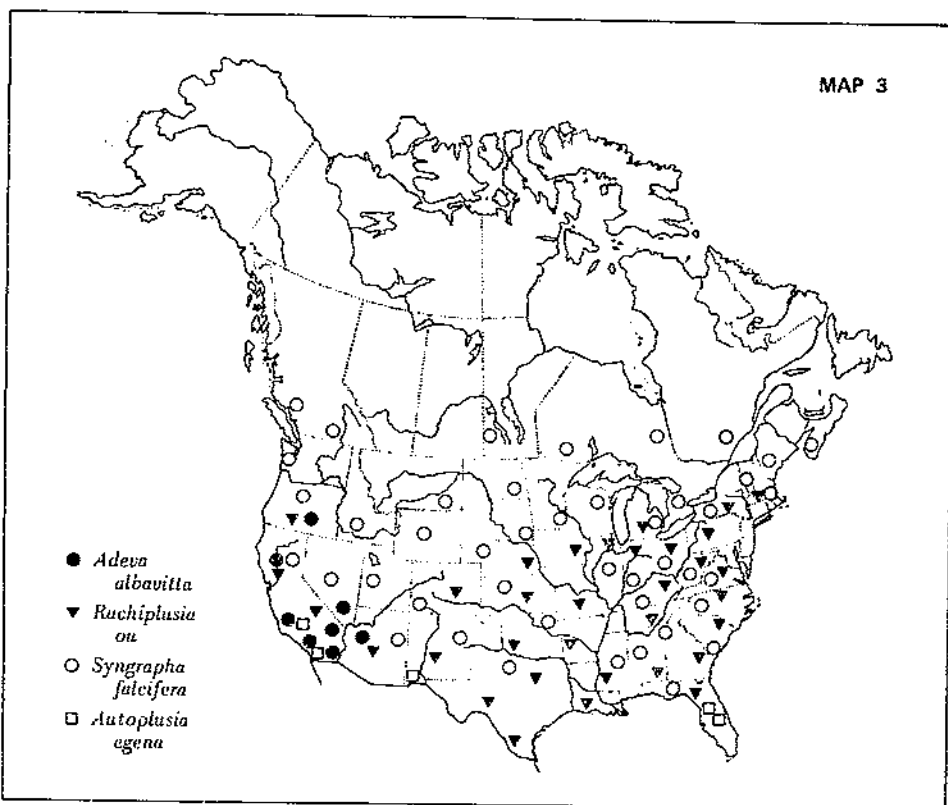 MAP 3
Adeva
albavitta
Rachiplusia
ou
Syngrapha
falcifera
Autoplusia
egena